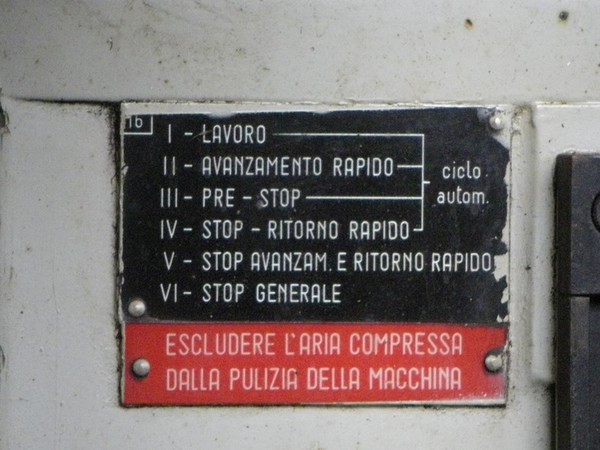 16
I - LAVORO
II - AVANZAMENTO RAPIDO
III - PRE - STOP
IV - STOP - RITORNO RAPIDO
ciclo
autom.
V - STOP AVANZAM. E RITORNO RAPIDO
VI - STOP GENERALE
ESCLUDERE L'ARIA COMPRESSA
DALLA PULIZIA DELLA MACCHINA